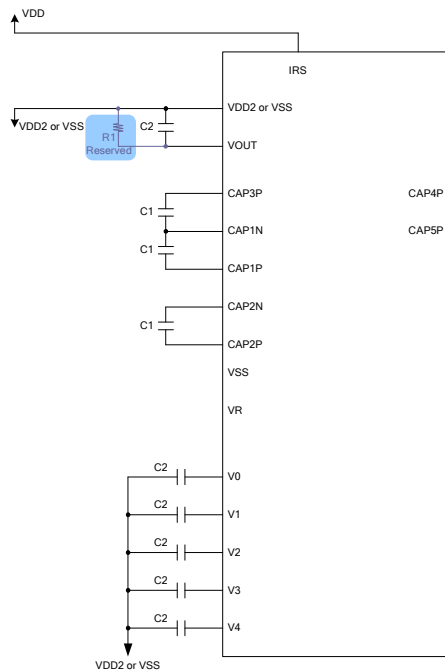 VDD
IRS
VDD2 or VSS
VDD2 or VSS
R1
Reserved
C2
VOUT
CAP3P
CAP4P
C1
CAP1N
CAP5P
C1
CAP1P
CAP2N
C1
CAP2P
VSS
VR
C2
V0
C2
V1
C2
V2
C2
V3
C2
V4
VDD2 or VSS